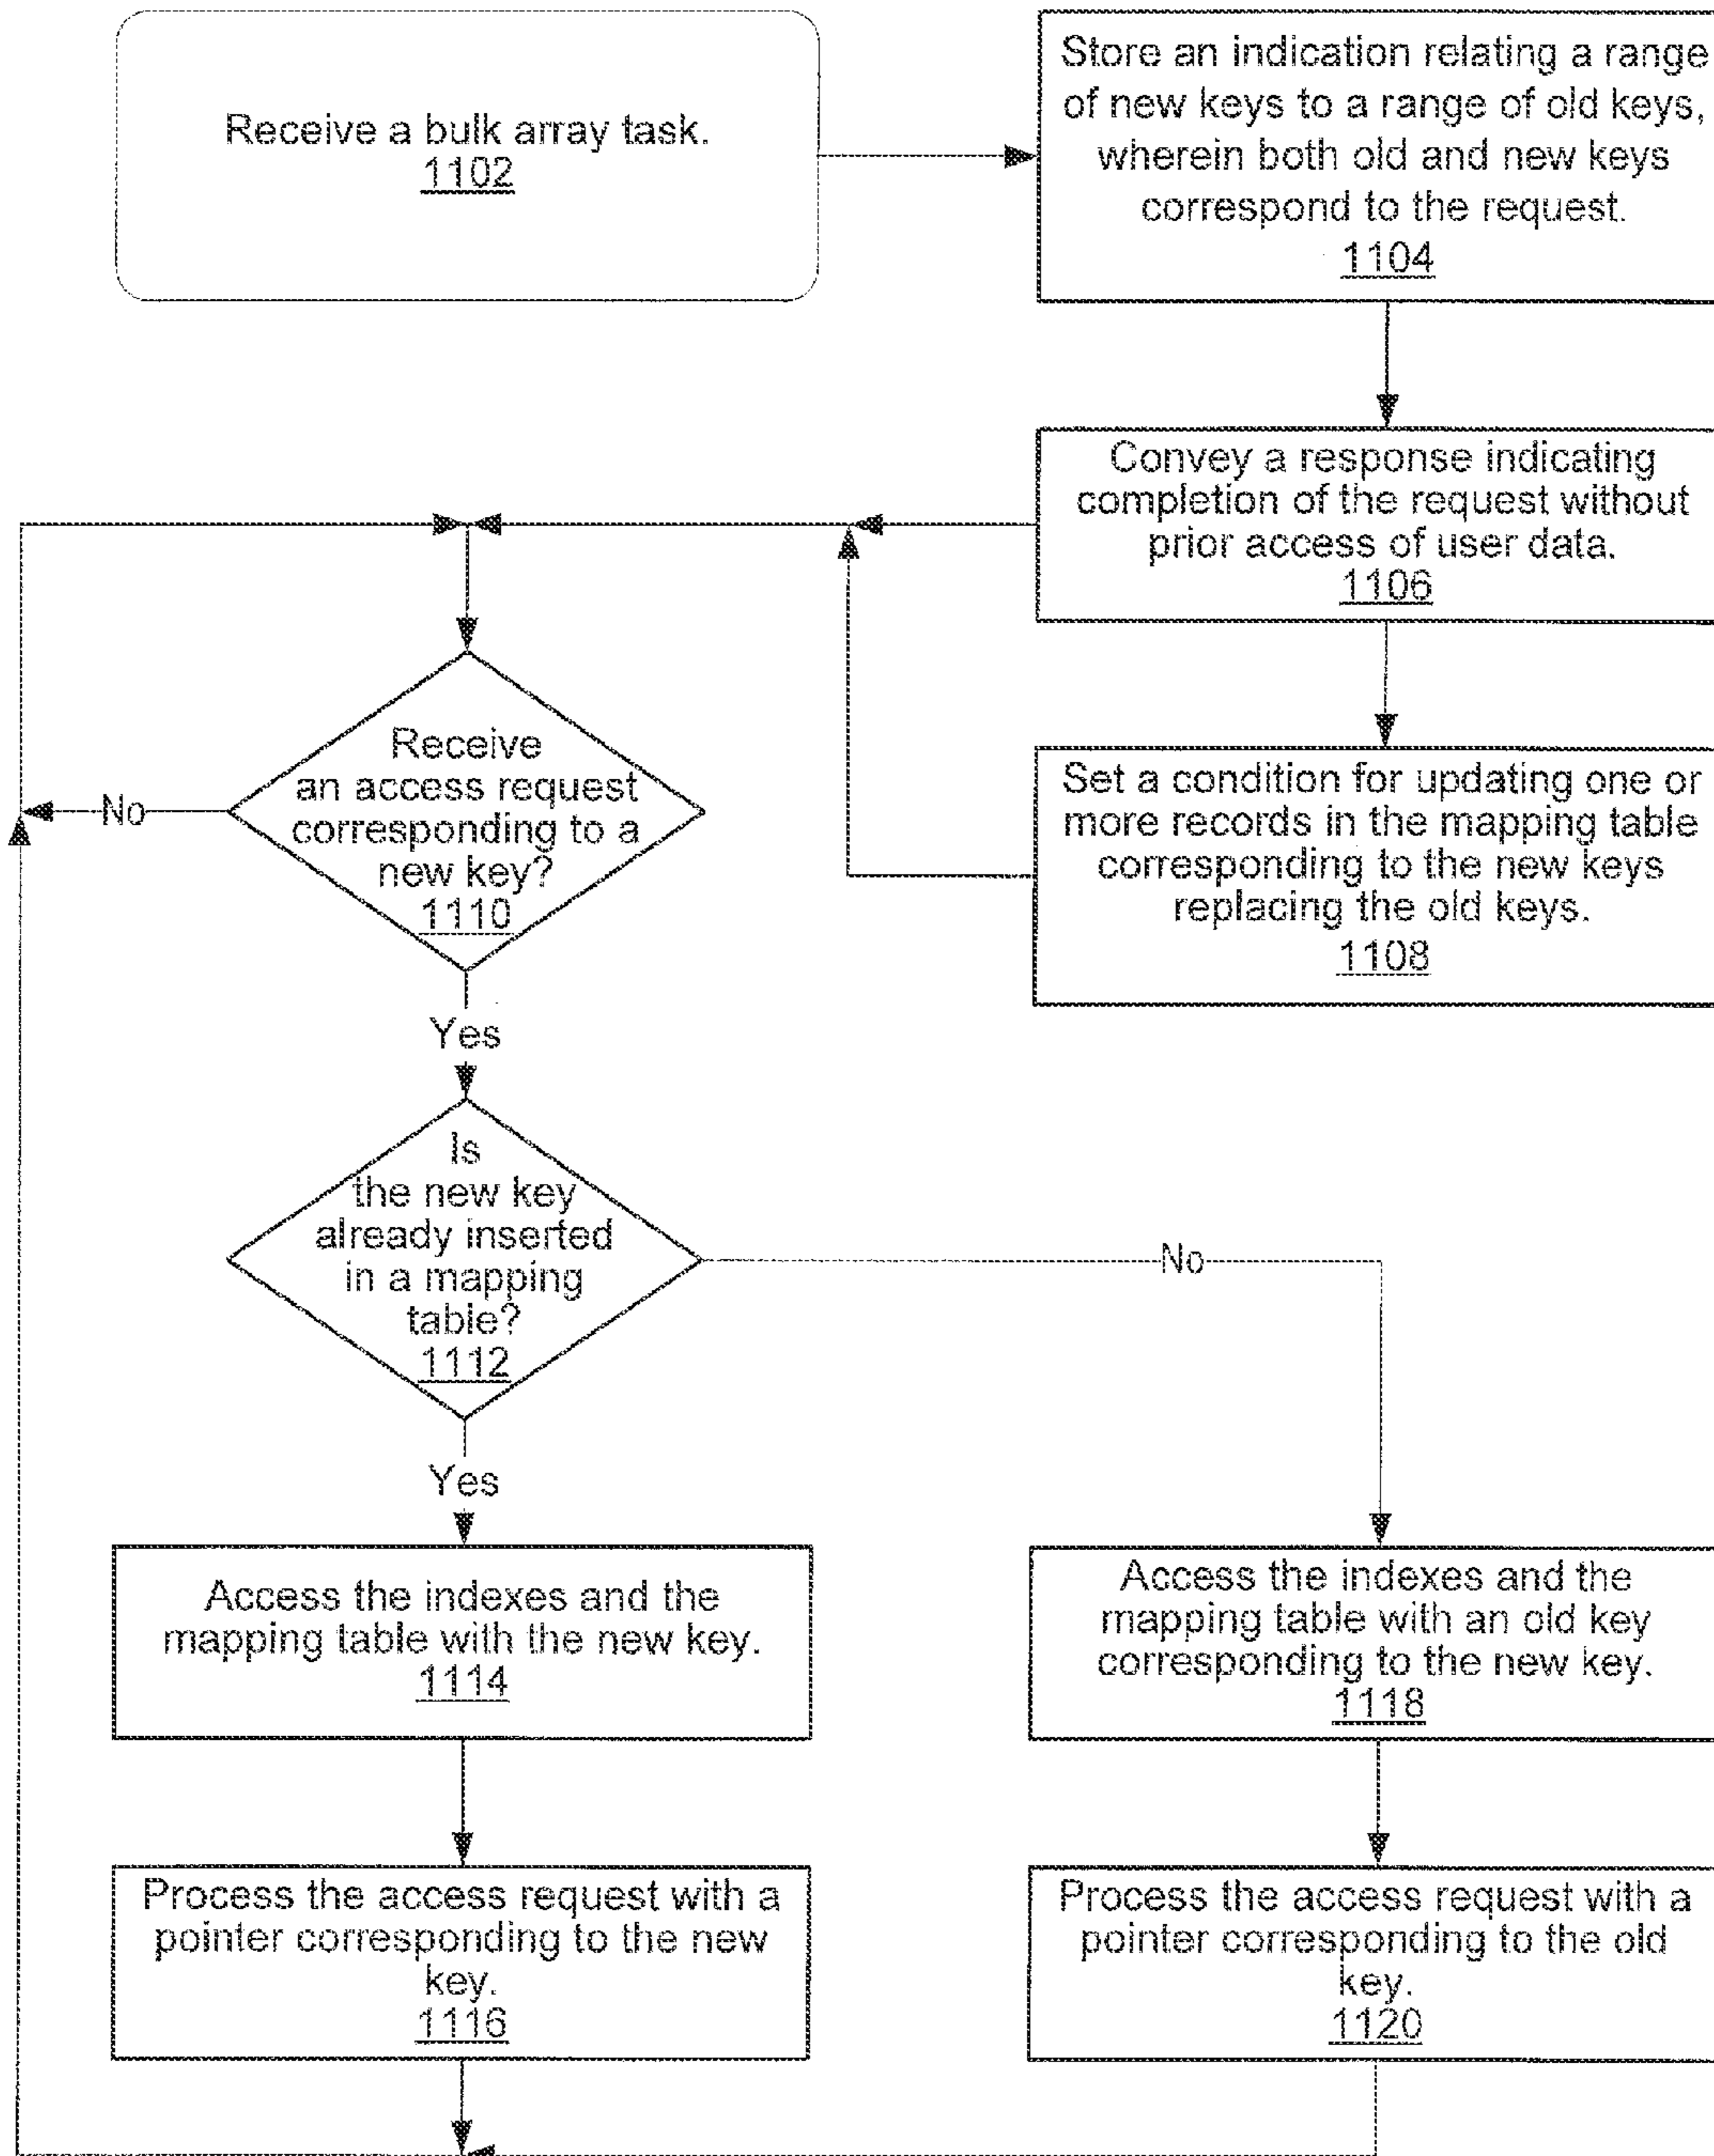 Receive a bulk array task.
1102
Store an indication relating a range
of new keys to a range of old keys,
wherein both old and new keys
correspond to the request.
1104
Convey a response indicating
completion of the request without
prior access of user data.
1106
Set a condition for updating one or
more records in the mapping table
corresponding to the new keys
replacing the old keys.
1108
Receive
an access request
corresponding to a
new key?
1110
No
Yes
Is
the new key
already inserted
in a mapping
table?
1112
No
Yes
Access the indexes and the
mapping table with the new key.
1114
Access the indexes and the
mapping table with an old key
corresponding to the new key.
1118
Process the access request with a
pointer corresponding to the new
key.
1116
Process the access request with a
pointer corresponding to the old
key.
1120